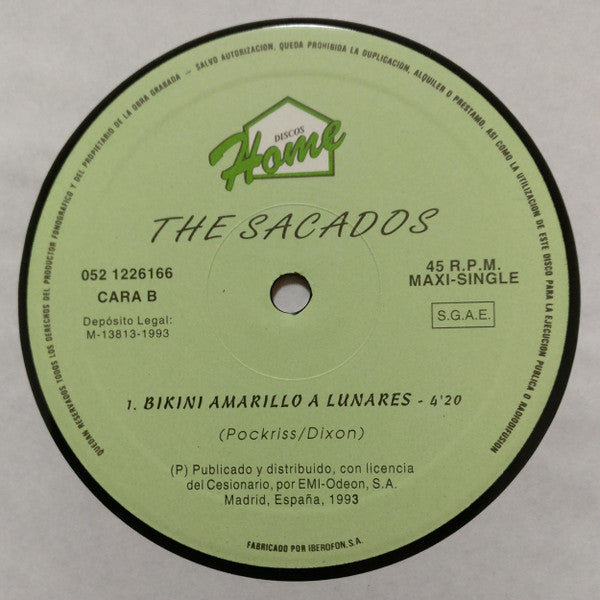 QUEDAN RESERVADOS TODOS LOS DERECHOS DEL PRODUCTOR FONOGRAFICO Y DEL PROPIETARIO DE LA OBRA GRABADA — SALVO AUTORIZACION, QUEDA PROHIBIDA LA DUPLICACION, ALQUILER O PRESTAMO, ASI COMO LA UTILIZACION DE ESTE DISCO PARA LA EJECUCION PUBLICA O RADIODIFUSION
DISCOS
Home
THE SACADOS
052 1226166
CARA B
Depósito Legal:
M-13813-1993
45 R.P.M.
MAXI-SINGLE
S.G.A.E.
1. BIKINI AMARILLO A LUNARES - 4'20
(Pockriss/Dixon)
(P) Publicado y distribuido, con licencia
del Cesionario, por EMI-Odeon, S.A.
Madrid, España, 1993
FABRICADO POR IBEROFON, S.A.